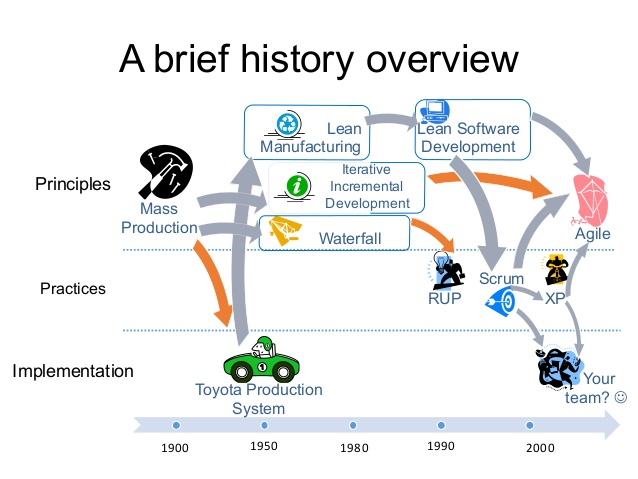 A brief history overview
Principles
Practices
Implementation
Mass
Production
Lean
Manufacturing
Lean Software
Development
Iterative
Incremental
Development
Waterfall
Agile
RUP
Scrum
XP
1
Toyota Production
System
Your
team? ☺
1900
1950
1980
1990
2000